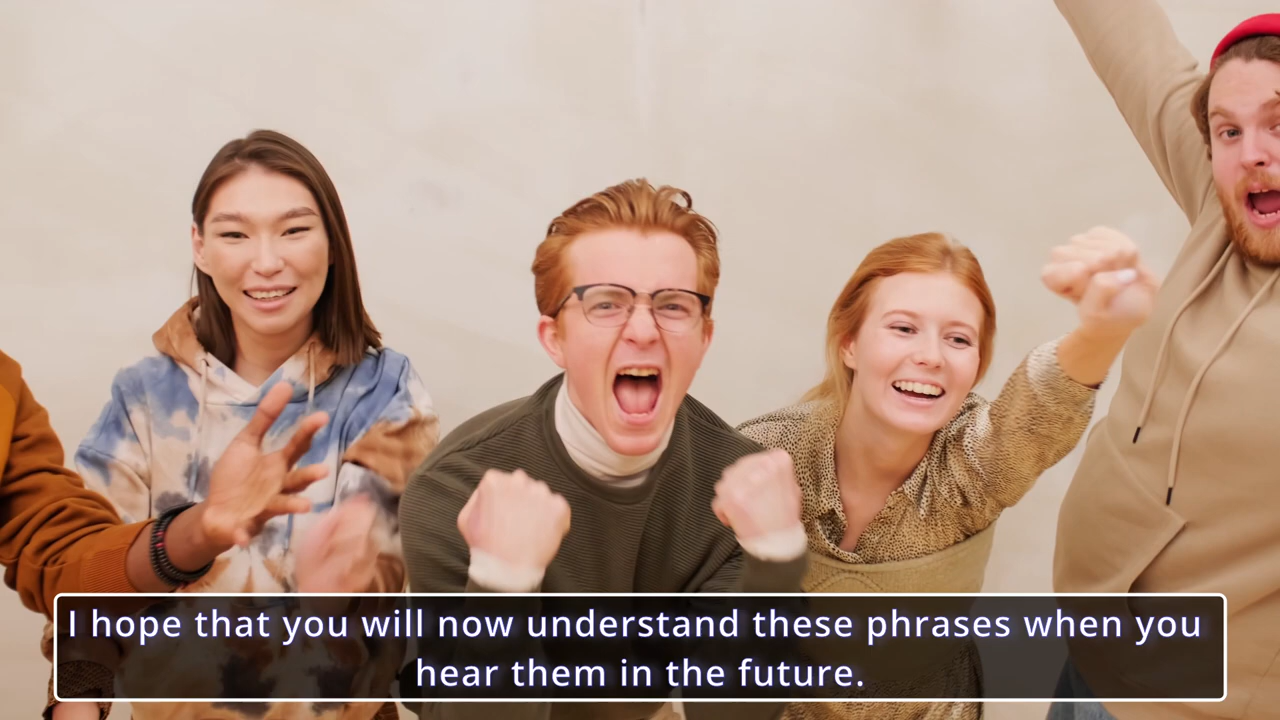 I hope that you will now understand these phrases when you
hear them in the future.